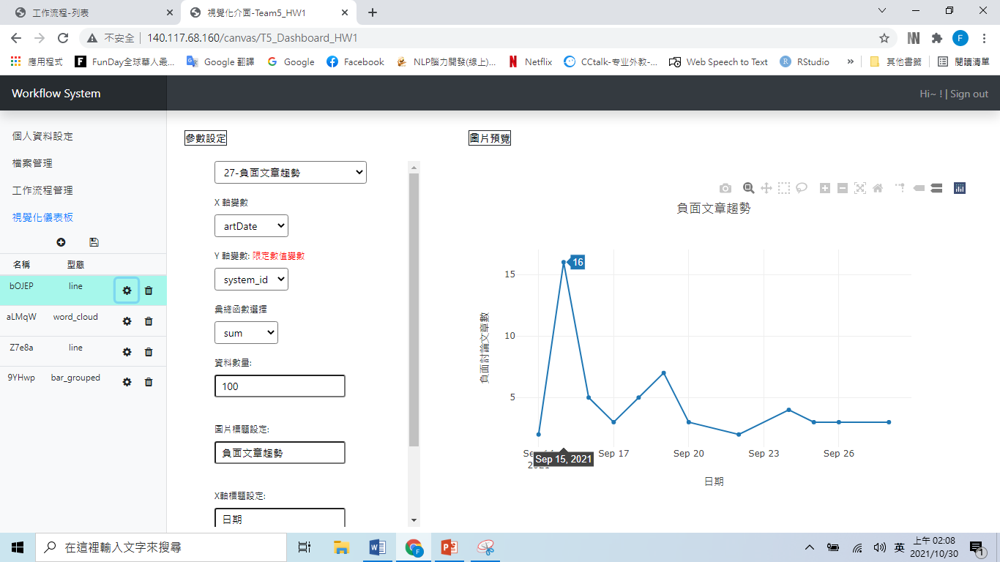 工作流程-列表
視覺化介面-Team5_HW1
不安全 140.117.68.160/canvas/T5_Dashboard_HW1
F
應用程式 FunDay全球華人最... Google 翻譯 Google Facebook NLP腦力開發(線上)... Netflix CCtalk-专业外教-... Web Speech to Text RStudio » 其他書籤 閱讀清單
Workflow System
Hi~ ! | Sign out
個人資料設定
檔案管理
工作流程管理
視覺化儀表板
名稱 型態
bOJEP line
aLMqW word_cloud
Z7e8a line
9YHwp bar_grouped
參數設定
27-負面文章趨勢
X 軸變數
artDate
Y 軸變數: 限定數值變數
system_id
彙總函數選擇
sum
資料數量:
100
圖片標題設定:
負面文章趨勢
X軸標題設定:
日期
圖片預覽
負面文章趨勢
16
15
10
5
負面討論文章數
Sep 17 Sep 20 Sep 23 Sep 26
Sep 15, 2021
日期
在這裡輸入文字來搜尋
英
上午 02:08
2021/10/30
1